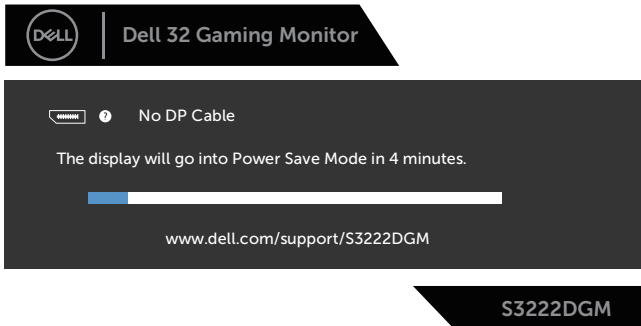 DELL
Dell 32 Gaming Monitor
? No DP Cable
The display will go into Power Save Mode in 4 minutes.
www.dell.com/support/S3222DGM
S3222DGM